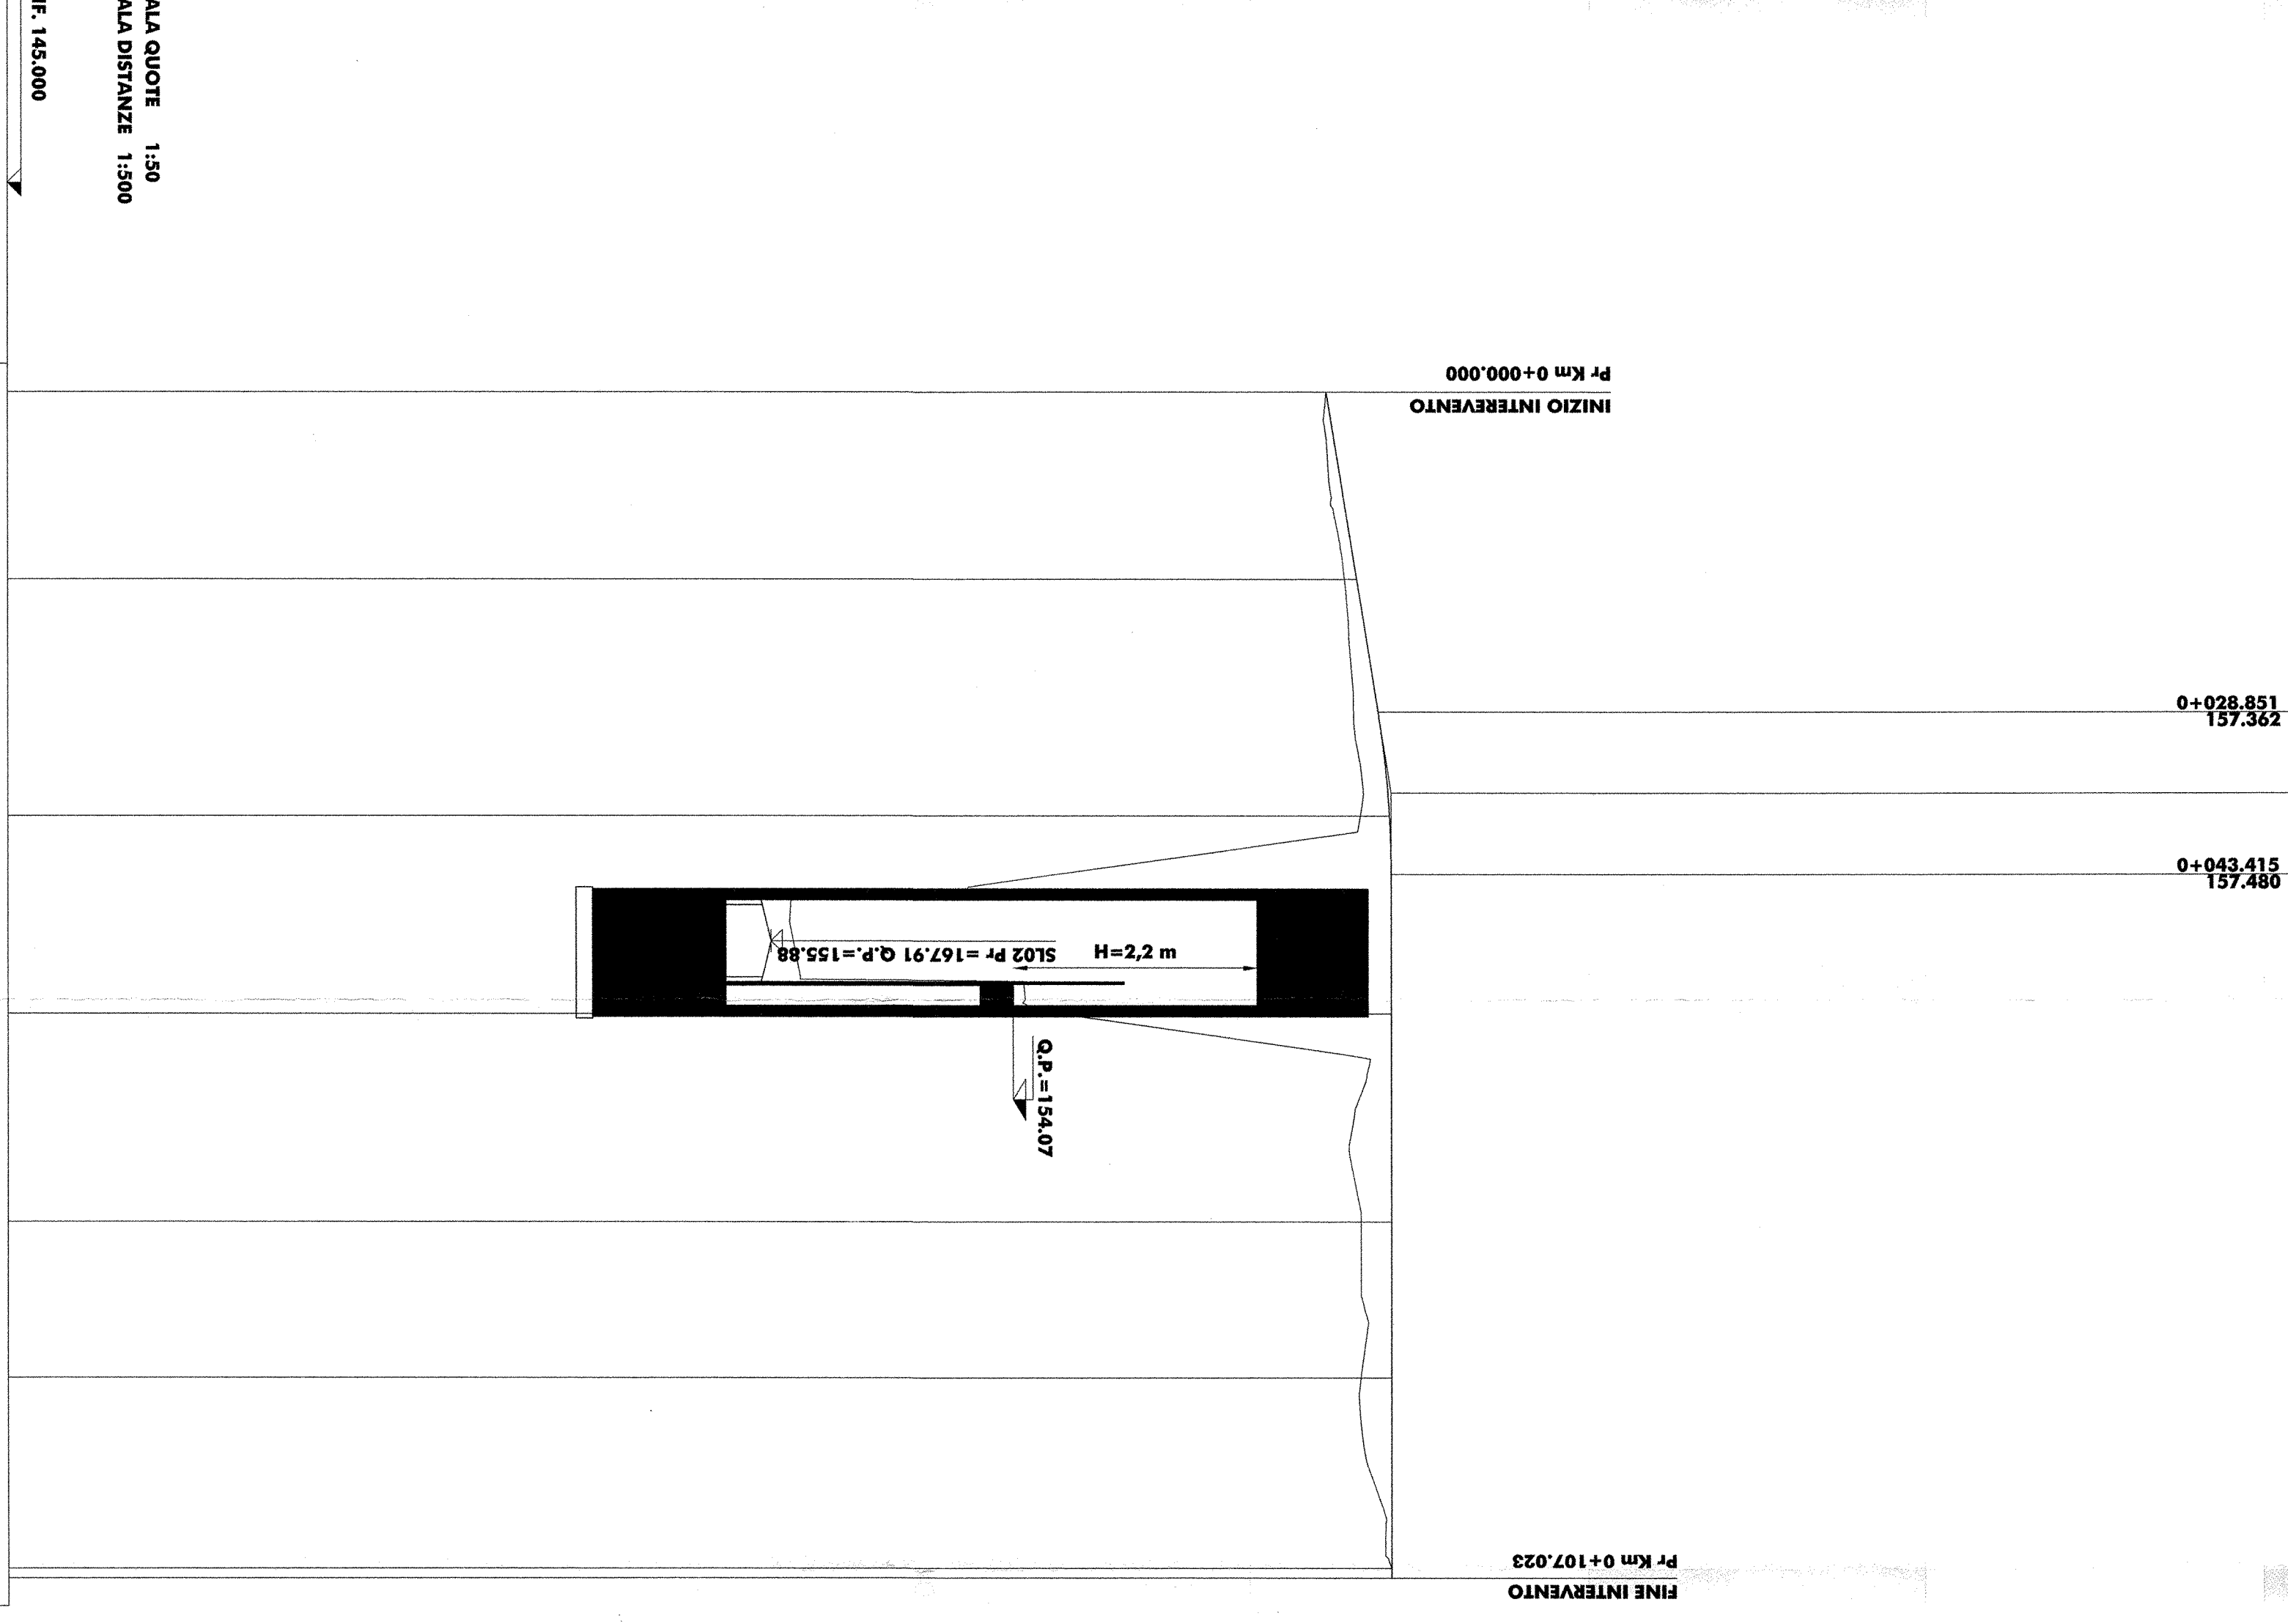 ALA QUOTE 1:50
ALA DISTANZE 1:500
IF. 145.000
Pr Km 0+000.000
INIZIO INTEREVENTO
0+028.851
157.362
0+043.415
157.480
SL02 Pr =167.91 Q.P.=155.88
H=2,2 m
Q.P.=154.07
Pr Km 0+107.023
FINE INTERVENTO